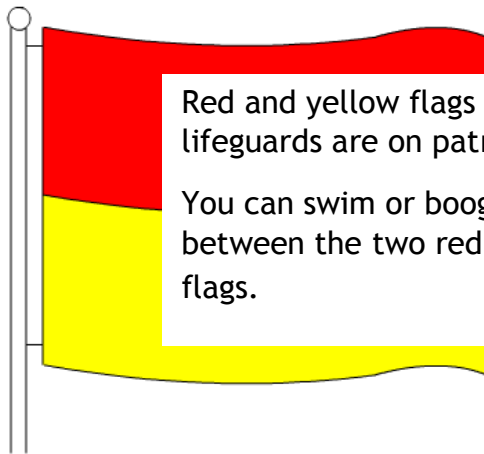 Red and yellow flags
lifeguards are on
You can swim or
between the two red
flags.